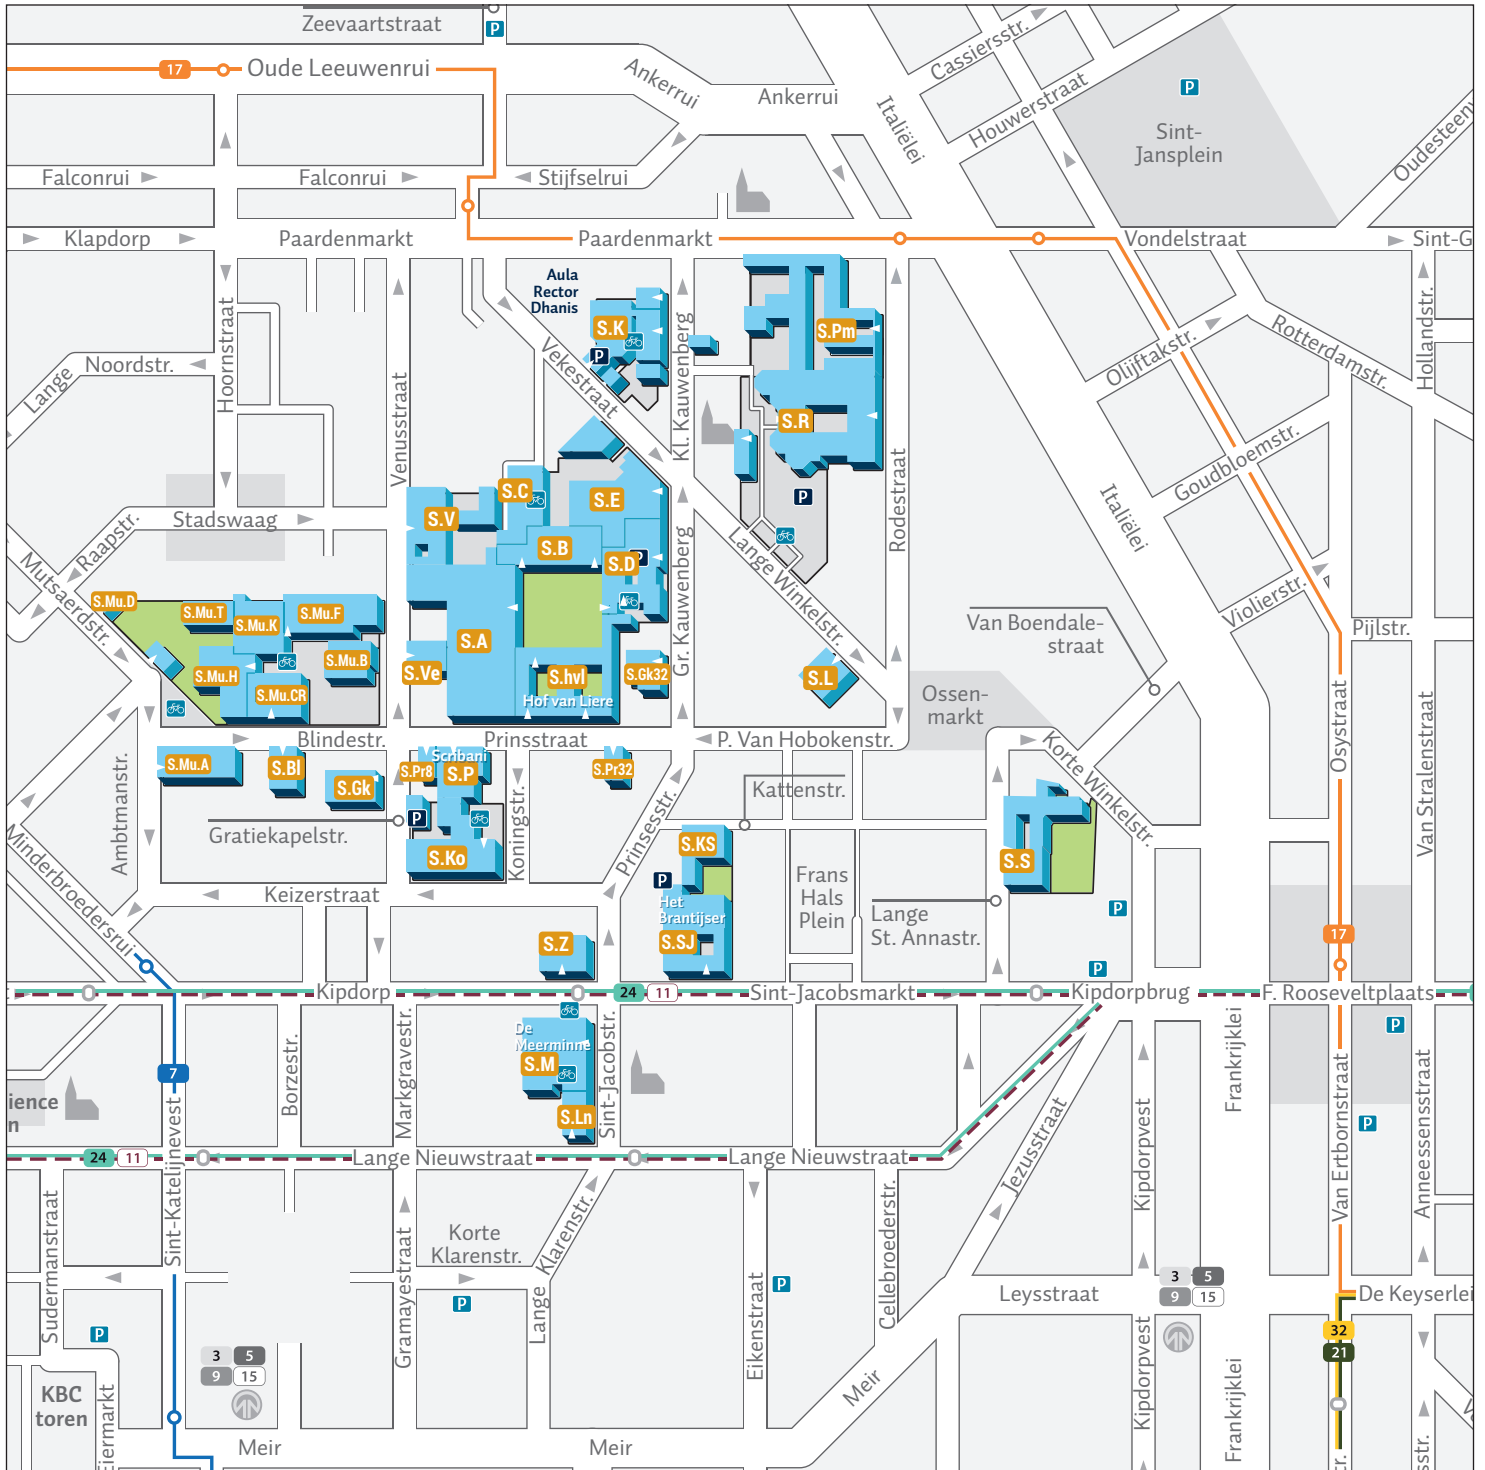 Zeevaartstraat
P
17
Oude Leeuwenrui
Ankerrui
Ankerrui
Italiëlei
Cassiersstr.
Houwerstraat
P
Sint-
Jansplein
Oudesteenw
Falconrui
Falconrui
Stijfselrui
Klapdorp
Paardenmarkt
Paardenmarkt
Vondelstraat
Sint-G
Aula
Rector
Dhanis
S.K
P
S.Pm
S.R
P
Hoornstraat
Noordstr.
Lange
Venusstraat
Vekestraat
Kl. Kauwenberg
Rodestraat
Olijftakstr.
Rotterdamstr.
Hollandstr.
Goudbloemstr.
Italiëlei
Violierstr.
Pijlstr.
Stadswaag
Raapstr.
Mutsaerdstr.
S.C
S.V
S.E
S.B
S.D
P
S.A
S.Ve
S.hvl
Hof van Liere
S.Gk32
Gr. Kauwenberg
Lange Winkelstr.
S.L
S.Mu.D
S.Mu.T
S.Mu.K
S.Mu.F
S.Mu.H
S.Mu.B
S.Mu.CR
Van Boendale-
straat
Ossen-
markt
Osystraat
Van Stralenstraat
Blindestr.
Prinsstraat
P. Van Hobokenstr.
Korte Winkelstr.
S.Mu.A
S.Bl
S.Gk
S.Pr8
Scribani
S.P
S.Pr32
P
S.Ko
Gratiekapelstr.
Koningstr.
Prinsesstr.
Kattenstr.
Ambtmanstr.
Minderbroedersrui
Keizerstraat
S.KS
P
Het
Brantijser
S.SJ
S.Z
Frans
Hals
Plein
Lange
St. Annastr.
S.S
P
P
17
Kipdorp
24
11
Sint-Jacobsmarkt
Kipdorpbrug
F. Rooseveltplaats
P
7
Borzestr.
Markgravestr.
De
Meerminne
S.M
S.Ln
Sint-Jacobstr.
Jezusstraat
Kipdorpvest
Frankrijklei
Van Ertbornstraat
Anneessensstraat
P
ience
n
24
11
Lange Nieuwstraat
Lange Nieuwstraat
Sint-Katelijnevest
Sudermanstraat
Gramayestraat
Korte
Klarenstr.
P
Lange
Klarenstr.
Eikenstraat
P
Cellebroederstr.
Leysstraat
3
5
9
15
De Keyserlei
32
21
P
3
5
9
15
KBC
toren
Eiermarkt
Meir
Meir
Meir
Kipdorpvest
Frankrijklei
tr.
sstr.